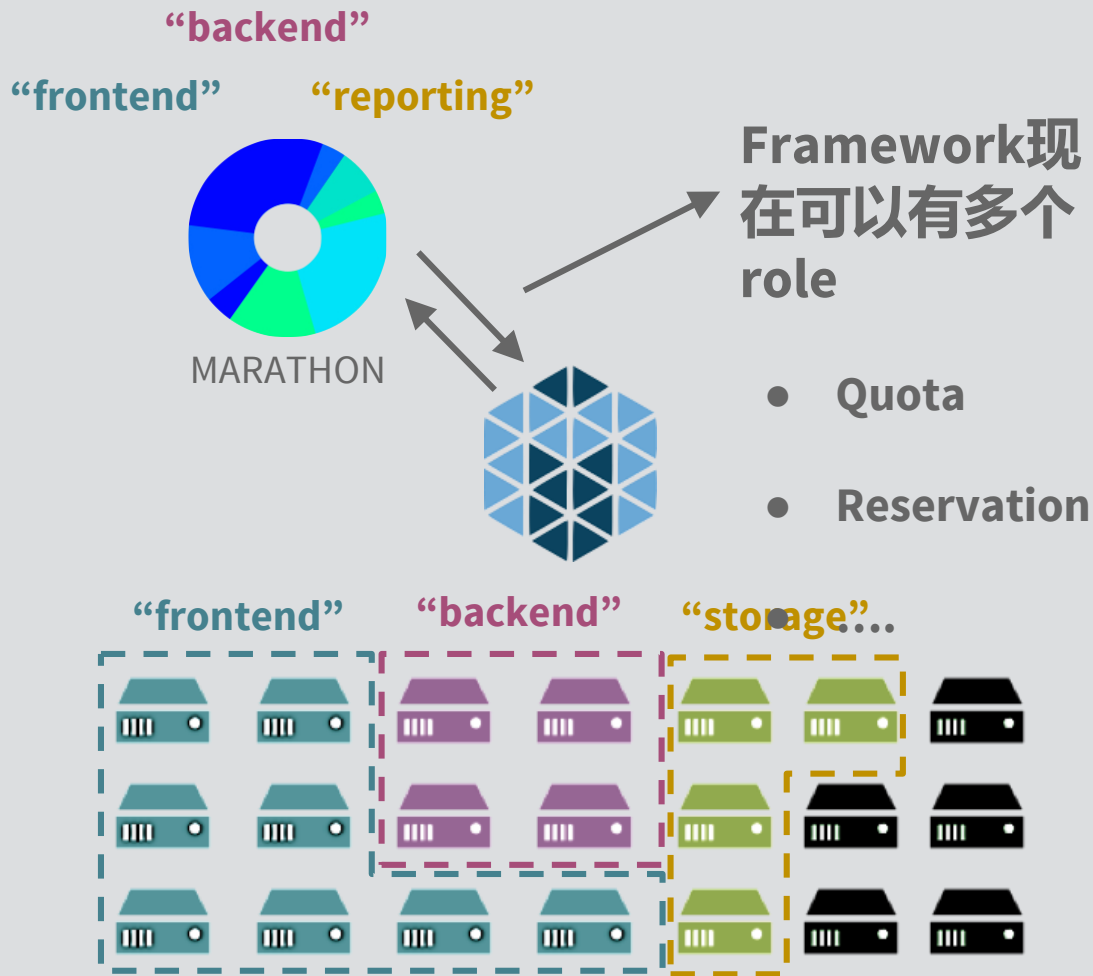 “backend”
“frontend” “reporting”
Framework现
在可以有多个
role
MARATHON
● Quota
● Reservation
● ....
“frontend” “backend” “storage”